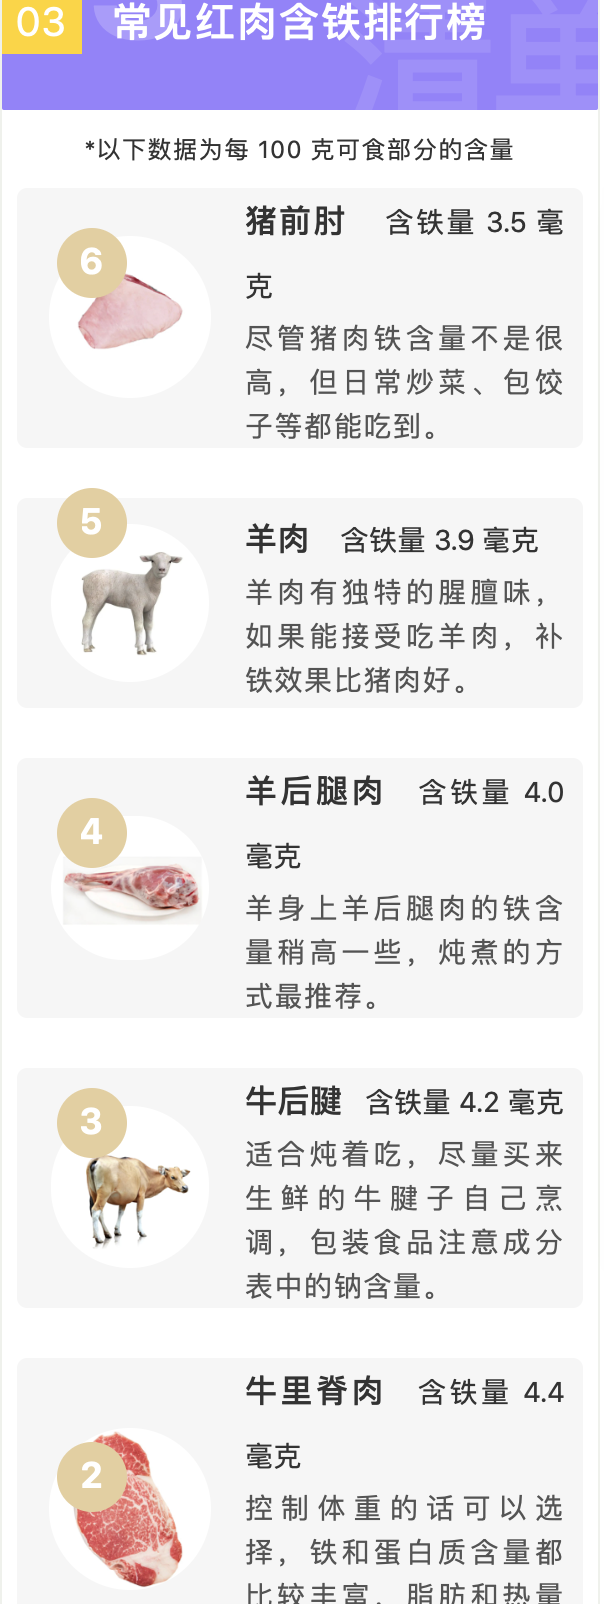 03
常见红肉含铁排行榜
清单
*以下数据为每 100 克可食部分的含量
6
猪前肘 含铁量 3.5 毫
克
尽管猪肉铁含量不是很
高，但日常炒菜、包饺
子等都能吃到。
5
羊肉 含铁量 3.9 毫克
羊肉有独特的腥膻味，
如果能接受吃羊肉，补
铁效果比猪肉好。
4
羊后腿肉 含铁量 4.0
毫克
羊身上羊后腿肉的铁含
量稍高一些，炖煮的方
式最推荐。
3
牛后腱 含铁量 4.2 毫克
适合炖着吃，尽量买来
生鲜的牛腱子自己烹
调，包装食品注意成分
表中的钠含量。
2
牛里脊肉 含铁量 4.4
毫克
控制体重的话可以选
择，铁和蛋白质含量都
比较丰富，脂肪和热量